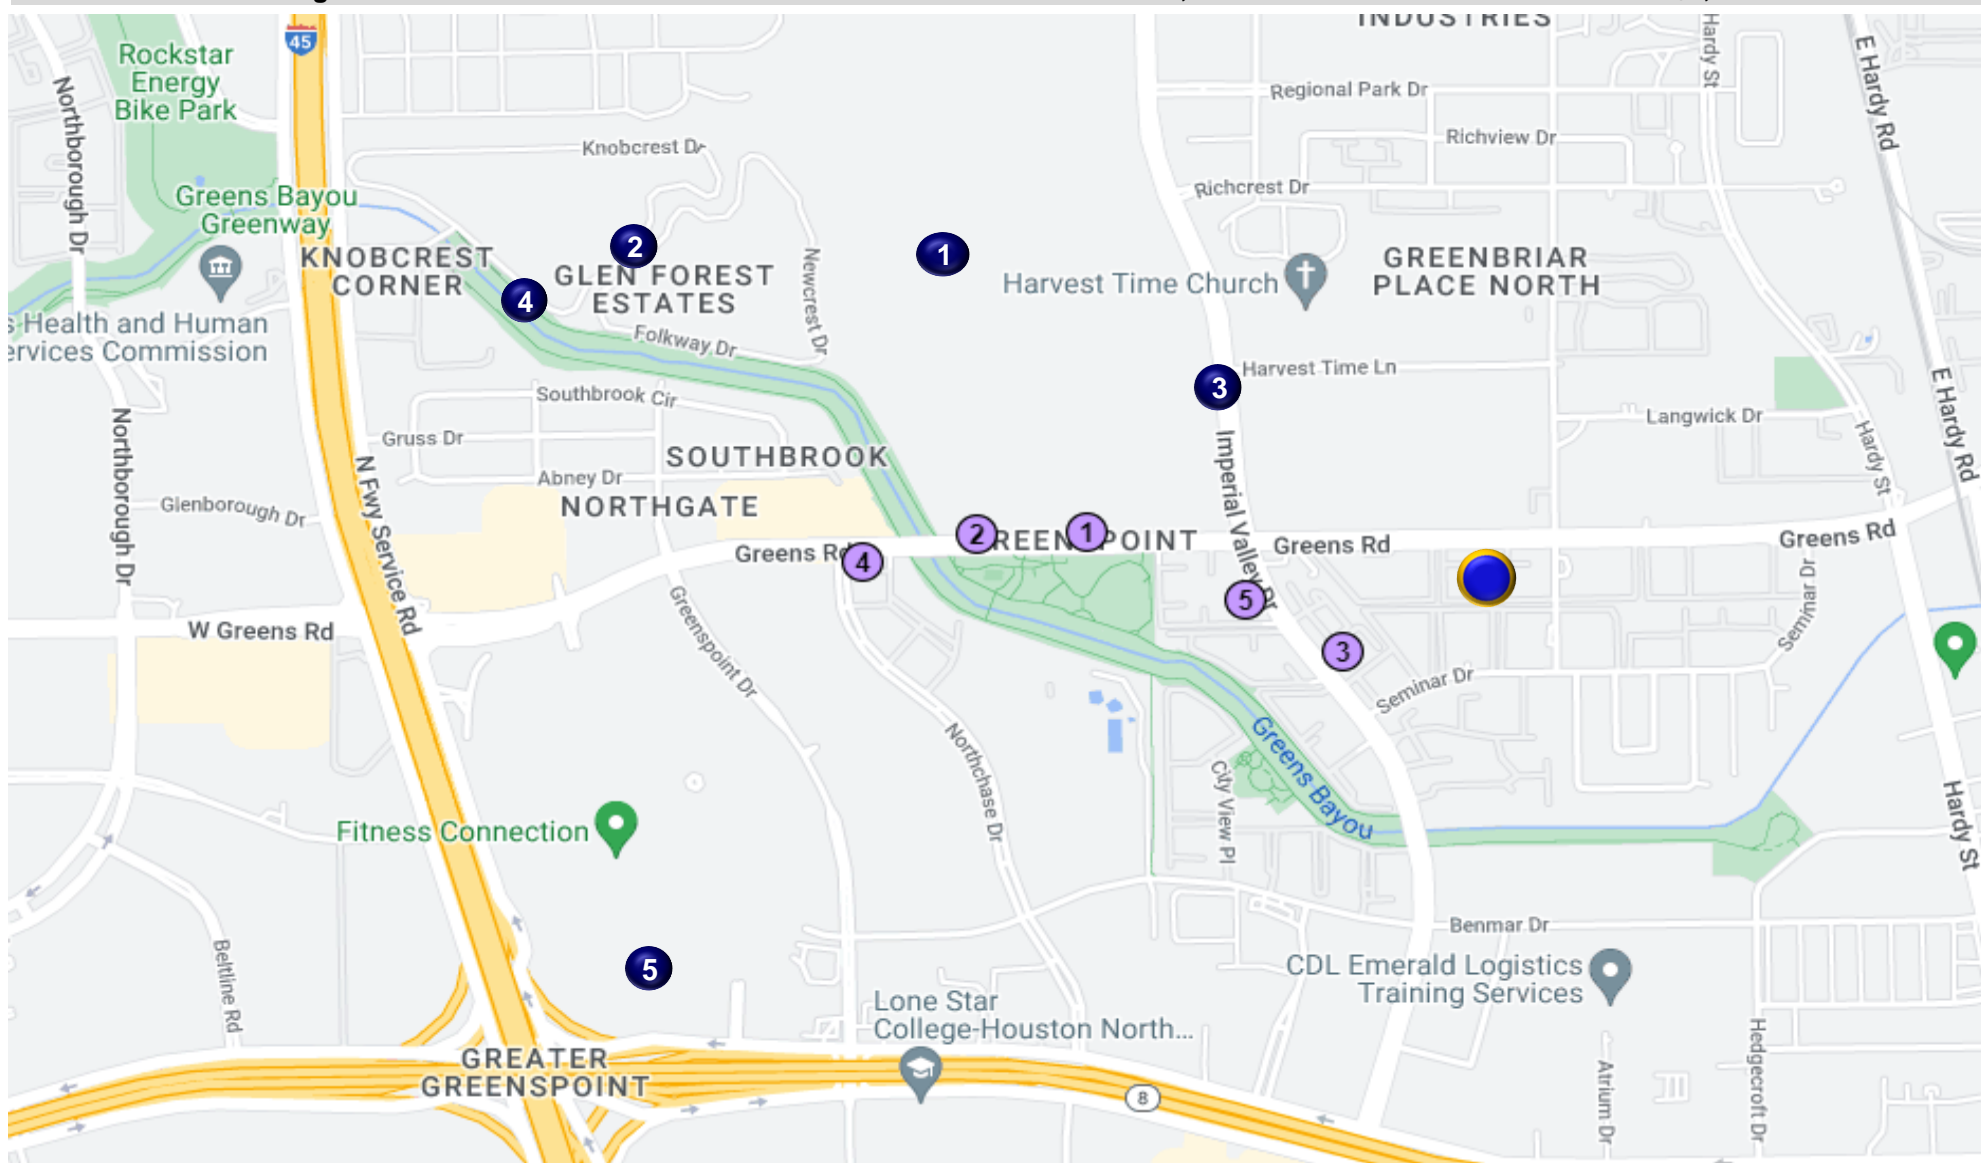 INDUSTRIES
45
Rockstar
Energy
Bike Park
Northborough Dr
Hardy St
E Hardy Rd
Regional Park Dr
Richview Dr
Knobcrest Dr
Richcrest Dr
Greens Bayou
Greenway
KNOBCREST
CORNER
2
GLEN FOREST
ESTATES
1
Newcrest Dr
Harvest Time Church
GREENBRIAR
PLACE NORTH
4
s Health and Human
ervices Commission
Folkway Dr
3
Harvest Time Ln
E Hardy Rd
Southbrook Cir
Langwick Dr
Northborough Dr
Gruss Dr
SOUTHBROOK
Hardy St
Abney Dr
NORTHGATE
Imperial Valley Dr
Glenborough Dr
N Fwy Service Rd
2
1
POINT
Greens Rd
4
Greens Rd
Greens Rd
5
W Greens Rd
Greenspoint Dr
3
Seminar Dr
Seminar Dr
Greens Bayou
Northchase Dr
City View Pl
Hardy St
Fitness Connection
Benmar Dr
Beltline Rd
5
CDL Emerald Logistics
Training Services
Lone Star
College-Houston North...
GREATER
GREENSPOINT
8
Atrium Dr
Hedgecroft Dr